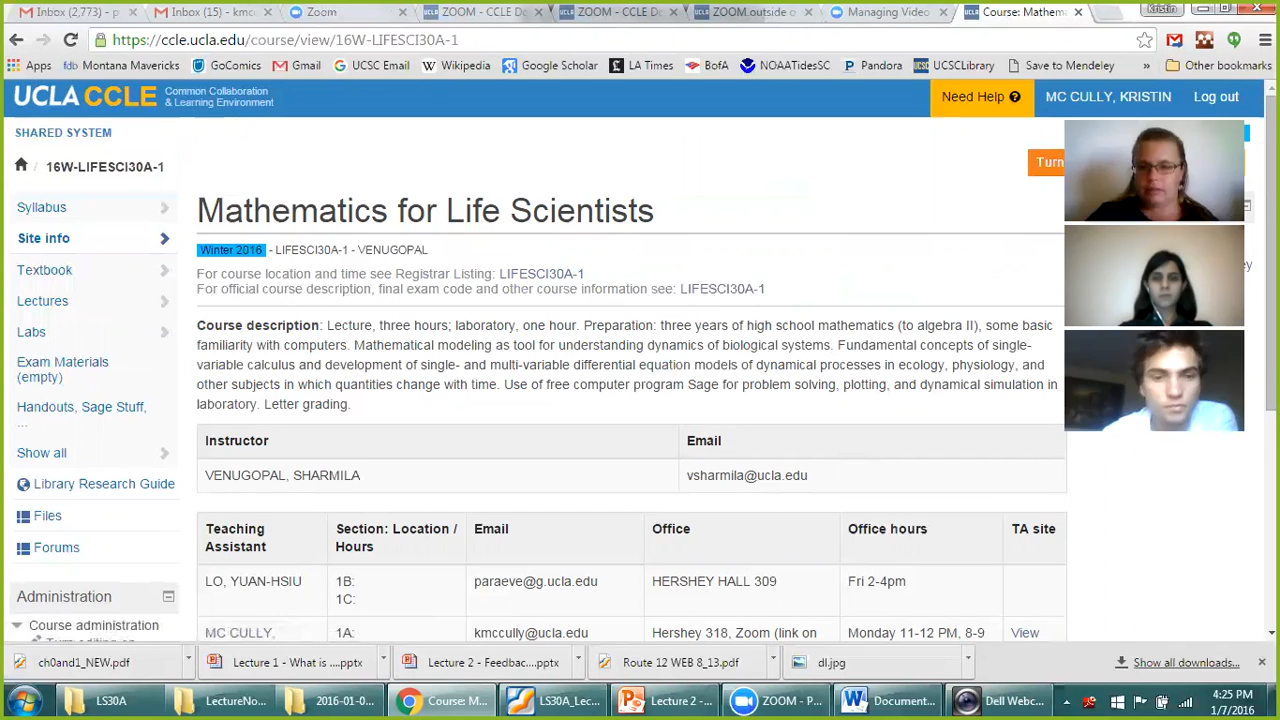 Inbox (2,773) - p
Inbox (15) - kmc
Zoom
ZOOM - CCLE De
ZOOM - CCLE De
ZOOM outside o
Managing Video
Course: Mathem
Kristin
https://ccle.ucla.edu/course/view/16W-LIFESCI30A-1
Apps
Montana Mavericks
GoComics
Gmail
UCSC Email
Wikipedia
Google Scholar
LA Times
BofA
NOAATidesSC
Pandora
UCSCLibrary
Save to Mendeley
»
Other bookmarks
UCLA CCLE Common Collaboration
& Learning Environment
Need Help
MC CULLY, KRISTIN
Log out
SHARED SYSTEM
/ 16W-LIFESCI30A-1
Turn
Syllabus
Site info
Textbook
Lectures
Labs
Exam Materials
(empty)
Handouts, Sage Stuff,
...
Show all
Library Research Guide
Files
Forums
Administration
Course administration
Mathematics for Life Scientists
Winter 2016 - LIFESCI30A-1 - VENUGOPAL
For course location and time see Registrar Listing: LIFESCI30A-1
For official course description, final exam code and other course information see: LIFESCI30A-1
Course description: Lecture, three hours; laboratory, one hour. Preparation: three years of high school mathematics (to algebra II), some basic
familiarity with computers. Mathematical modeling as tool for understanding dynamics of biological systems. Fundamental concepts of single-
variable calculus and development of single- and multi-variable differential equation models of dynamical processes in ecology, physiology, and
other subjects in which quantities change with time. Use of free computer program Sage for problem solving, plotting, and dynamical simulation in
laboratory. Letter grading.
Instructor
Email
VENUGOPAL, SHARMILA
vsharmila@ucla.edu
Teaching
Assistant
Section: Location /
Hours
Email
Office
Office hours
TA site
LO, YUAN-HSIU
1B:
1C:
paraeve@g.ucla.edu
HERSHEY HALL 309
Fri 2-4pm
MC CULLY,
1A:
kmccully@ucla.edu
Hershey 318, Zoom (link on
Monday 11-12 PM, 8-9
View
ch0and1_NEW.pdf
Lecture 1 - What is ....pptx
Lecture 2 - Feedbac....pptx
Route 12 WEB 8_13.pdf
dl.jpg
Show all downloads...
LS30A
LectureNo...
2016-01-0...
Course: M...
LS30A_Lec...
Lecture 2 -...
ZOOM - P...
Document...
Dell Webc...
4:25 PM
1/7/2016